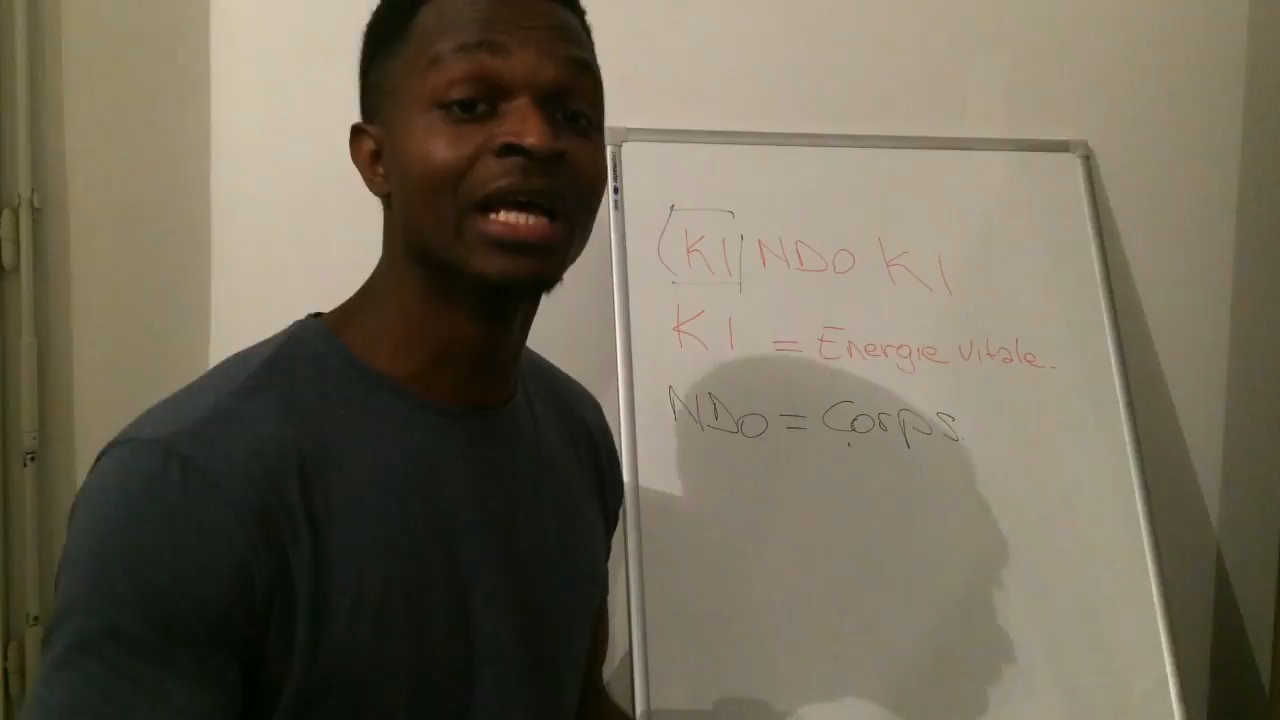 (KI NDO KI
KI = Energie vitale.
NDO = Corps.